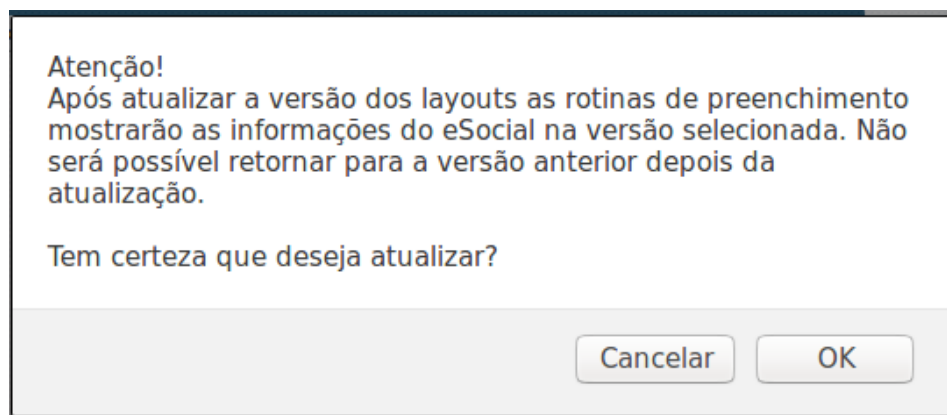 Atenção!
Após atualizar a versão dos layouts as rotinas de preenchimento
mostrarão as informações do eSocial na versão selecionada. Não
será possível retornar para a versão anterior depois da
atualização.
Tem certeza que deseja atualizar?
Cancelar OK